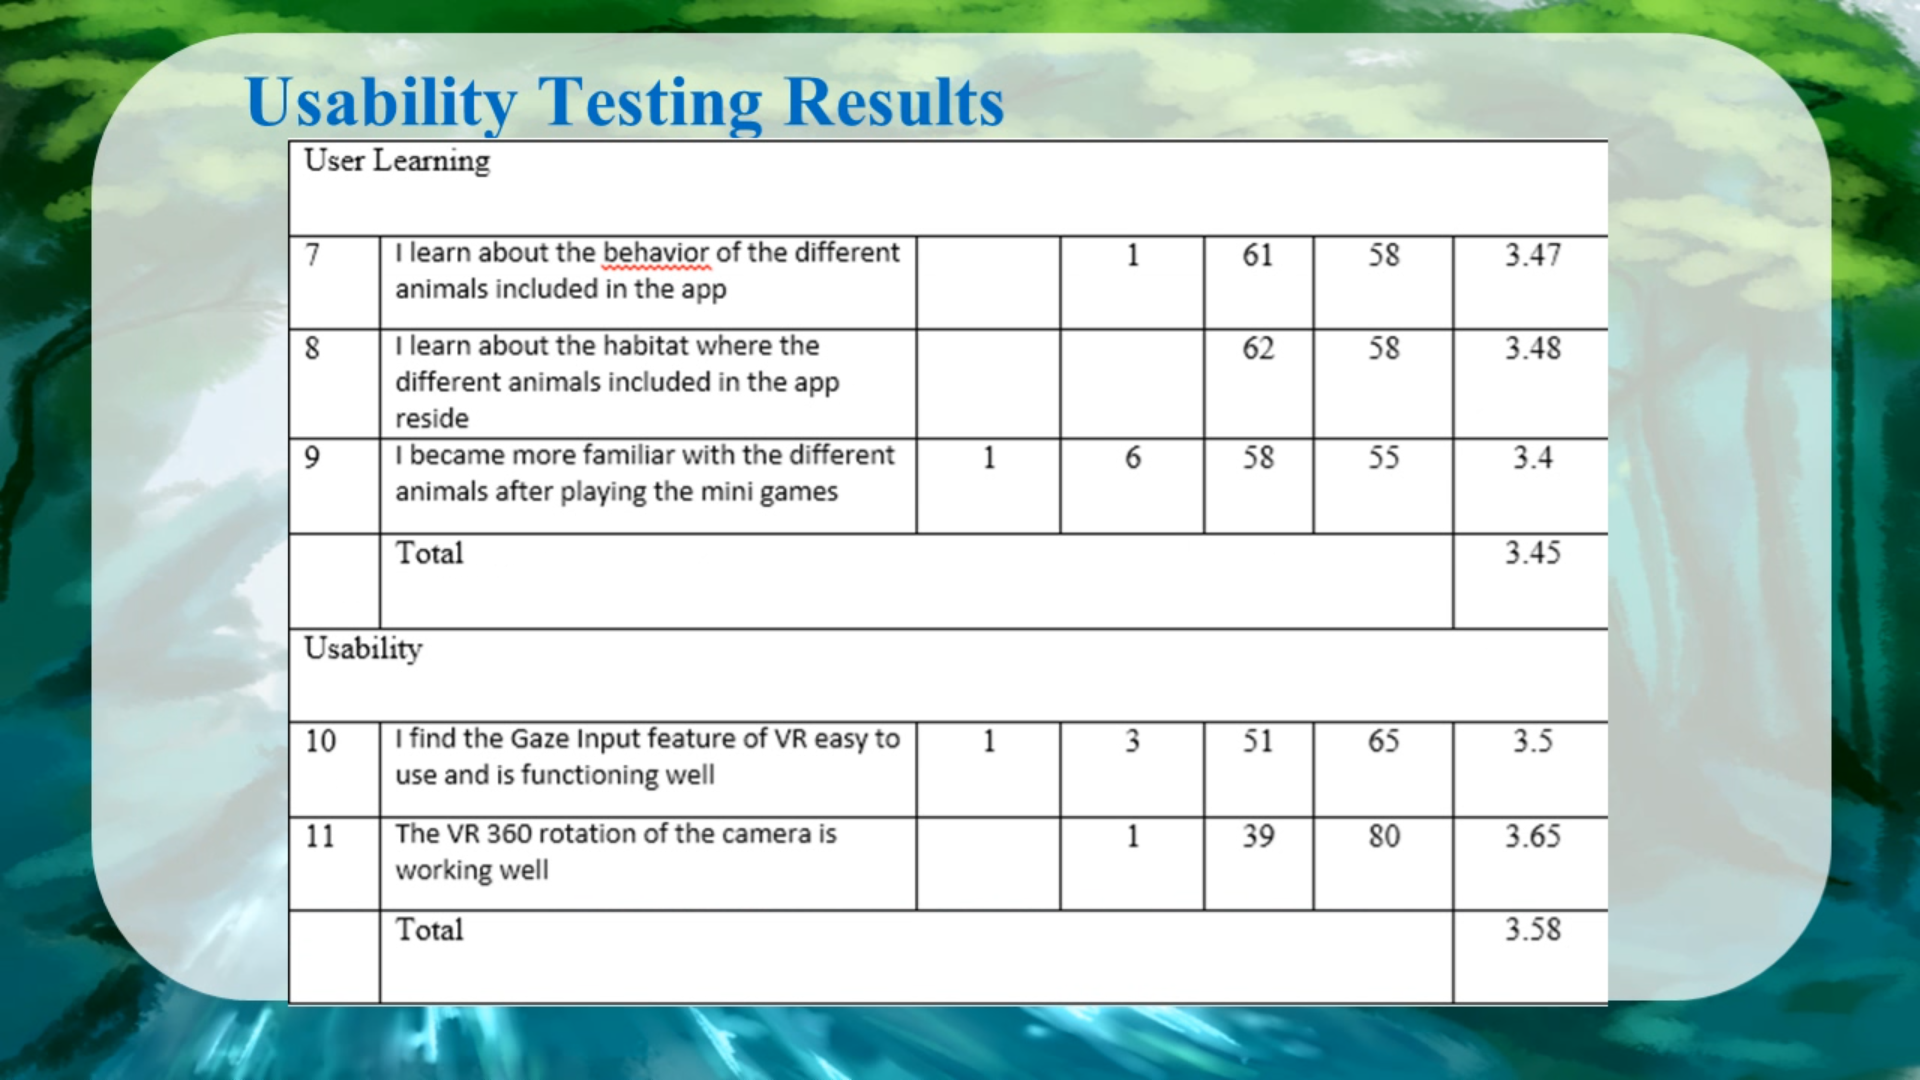 Usability Testing Results
User Learning
7 I learn about the behavior of the different 1 61 58 3.47
animals included in the app
8 I learn about the habitat where the 62 58 3.48
different animals included in the app
reside
9 I became more familiar with the different 1 6 58 55 3.4
animals after playing the mini games
Total 3.45
Usability
10 I find the Gaze Input feature of VR easy to 1 3 51 65 3.5
use and is functioning well
11 The VR 360 rotation of the camera is 1 39 80 3.65
working well
Total 3.58